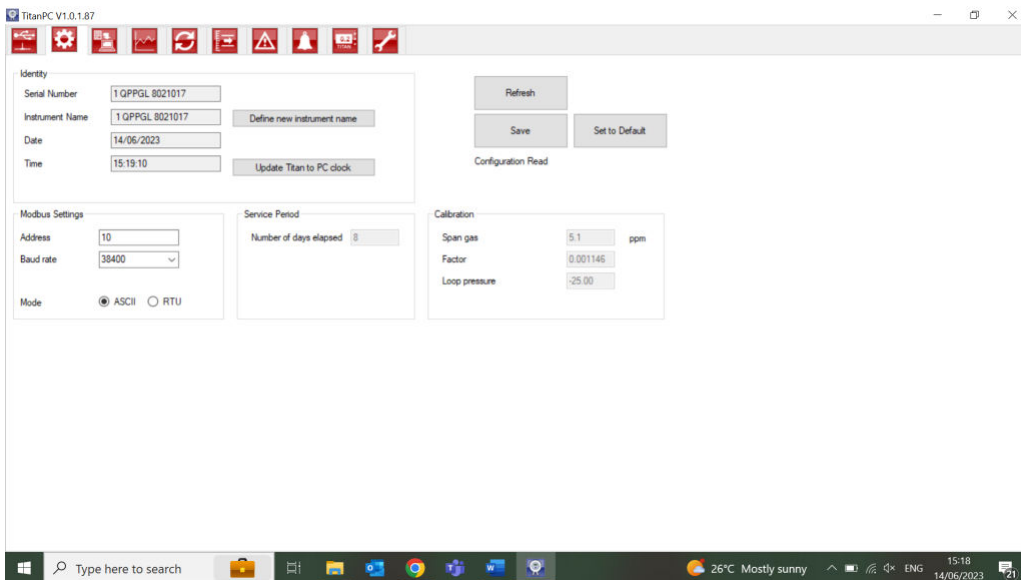 TitanPC V1.0.1.87
0.2
TITAN
Identity
Serial Number 1 QPPGL 8021017
Instrument Name 1 QPPGL 8021017 Define new instrument name
Date 14/06/2023
Time 15:19:10 Update Titan to PC clock
Refresh
Save Set to Default
Configuration Read
Modbus Settings
Address 10
Baud rate 38400
Mode ASCII RTU
Service Period
Number of days elapsed 8
Calibration
Span gas 5.1 ppm
Factor 0.001146
Loop pressure -25.00
Type here to search
26°C Mostly sunny
ENG
15:18
14/06/2023
21